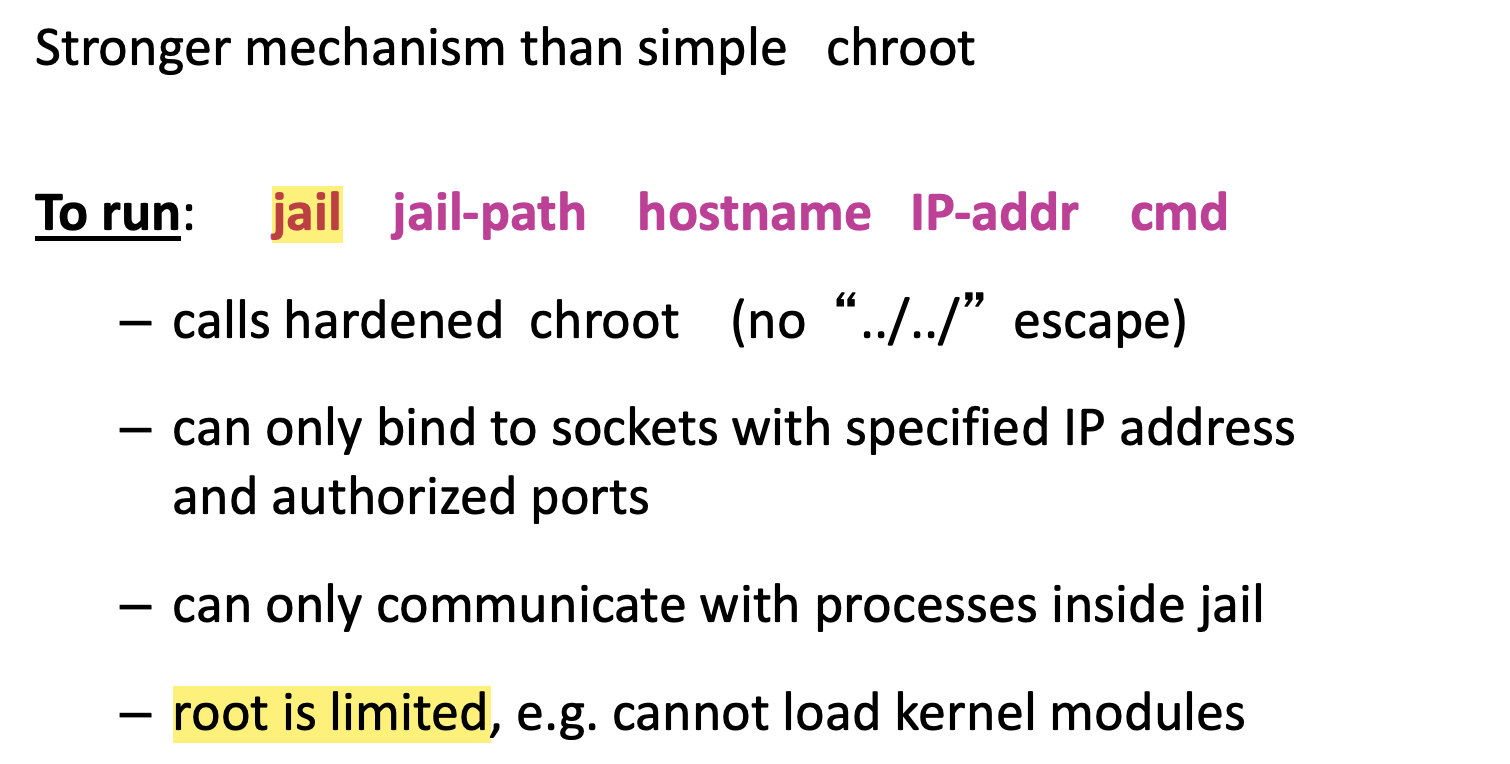 Stronger mechanism than simple chroot
To run: jail jail-path hostname IP-addr cmd
– calls hardened chroot (no “../../” escape)
– can only bind to sockets with specified IP address
and authorized ports
– can only communicate with processes inside jail
– root is limited, e.g. cannot load kernel modules